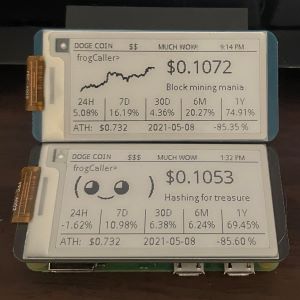 DOGE COIN $$ MUCH WOW! 9:14 PM
frogCaller>
$0.1072
Block mining mania
24H 7D 30D 6M 1Y
5.08% 16.19% 4.36% 20.27% 74.91%
ATH: $0.732 2021-05-08 -85.35 %
DOGE COIN $$$ MUCH WOW! 1:32 PM
frogCaller>
$0.1053
Hashing for treasure
24H 7D 30D 6M 1Y
-1.62% 10.98% 6.38% 6.24% 69.45%
ATH: $0.732 2021-05-08 -85.60 %